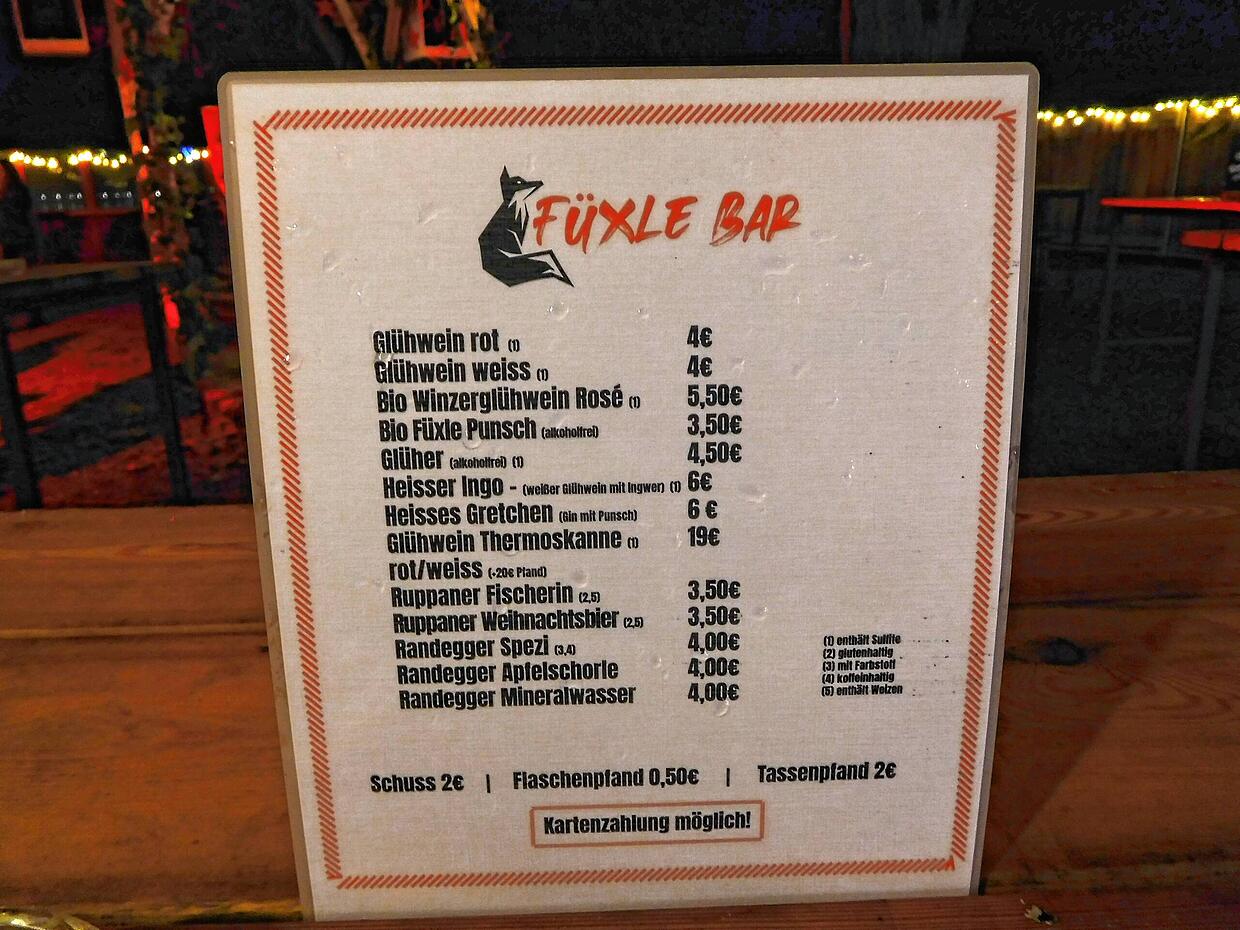 FÜXLE BAR
Glühwein rot (1) 4€
Glühwein weiss (1) 4€
Bio Winzerglühwein Rosé (1) 5,50€
Bio Füxle Punsch (alkoholfrei) 3,50€
Glüher (alkoholfrei) (1) 4,50€
Heisser Ingo - (weißer Glühwein mit Ingwer) (1) 6€
Heisses Gretchen (Gin mit Punsch) 6 €
Glühwein Thermoskanne (1) 19€
rot/weiss (+20€ Pfand)
Ruppaner Fischerin (2,5) 3,50€
Ruppaner Weihnachtsbier (2,5) 3,50€
Randegger Spezi (3,4) 4,00€
Randegger Apfelschorle 4,00€
Randegger Mineralwasser 4,00€
(1) enthält Sulfite
(2) glutenhaltig
(3) mit Farbstoff
(4) koffeinhaltig
(5) enthält Weizen
Schuss 2€ | Flaschenpfand 0,50€ | Tassenpfand 2€
Kartenzahlung möglich!